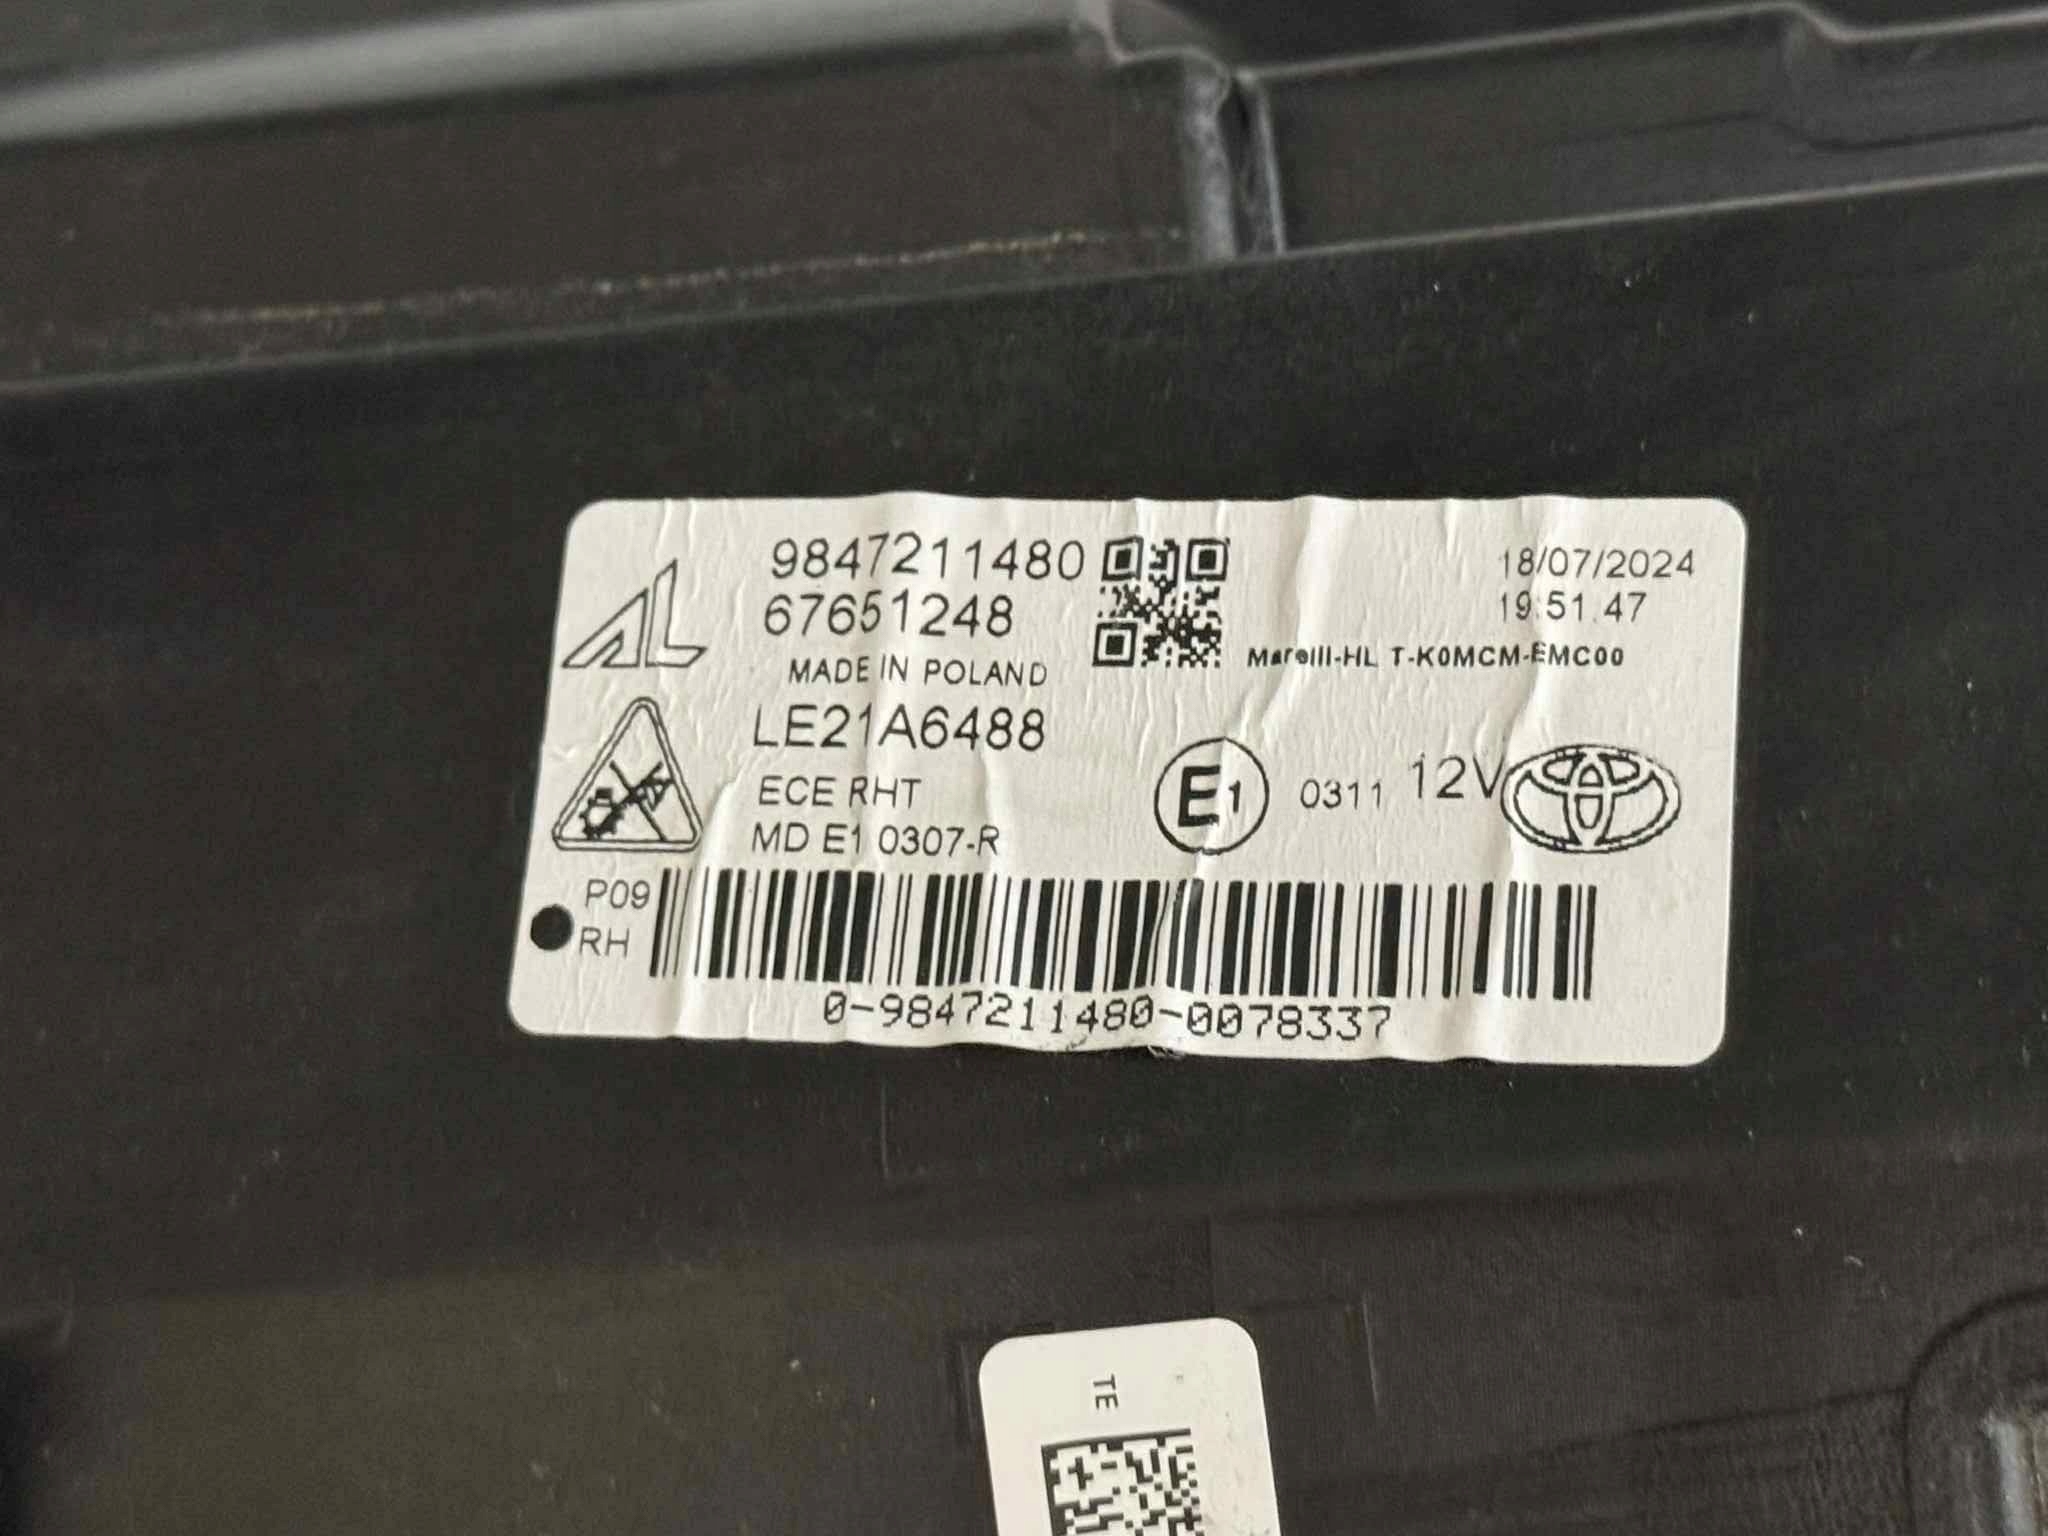 AL
9847211480
67651248
MADE IN POLAND
LE21A6488
ECE RHT
MD E1 0307-R
18/07/2024
19:51.47
Marelli-HL T-K0MCM-EMC00
E1
0311
12V
P09
RH
0-9847211480-0078337
TE